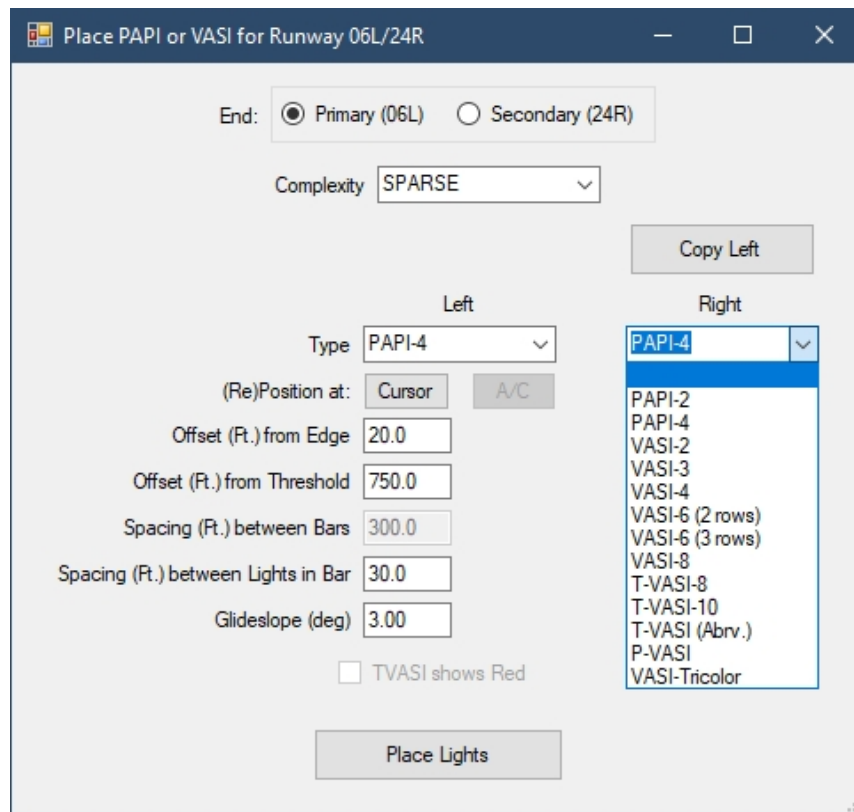 Place PAPI or VASI for Runway 06L/24R
End: Primary (06L) Secondary (24R)
Complexity SPARSE
Copy Left
Left Right
Type PAPI-4 PAPI-4
(Re)Position at: Cursor A/C
Offset (Ft.) from Edge 20.0
Offset (Ft.) from Threshold 750.0
Spacing (Ft.) between Bars 300.0
Spacing (Ft.) between Lights in Bar 30.0
Glideslope (deg) 3.00
TVASI shows Red
PAPI-2
PAPI-4
VASI-2
VASI-3
VASI-4
VASI-6 (2 rows)
VASI-6 (3 rows)
VASI-8
T-VASI-8
T-VASI-10
T-VASI (Abrv.)
P-VASI
VASI-Tricolor
Place Lights